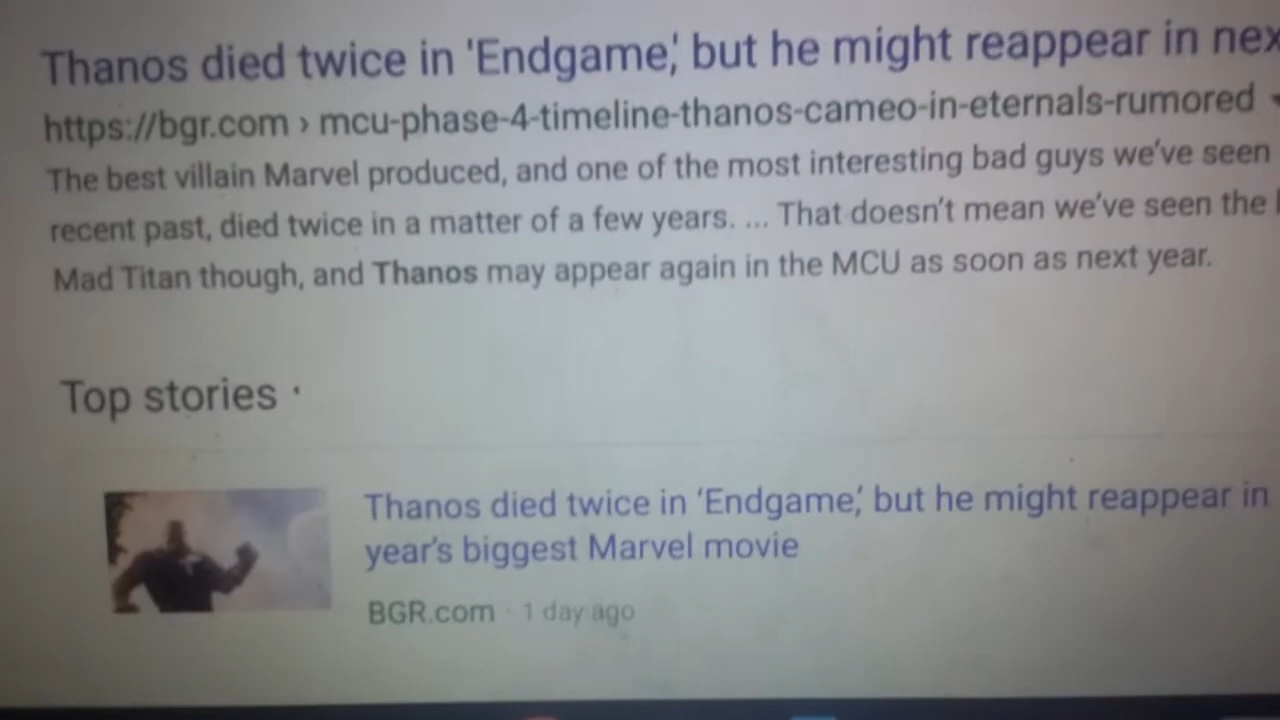 Thanos died twice in 'Endgame,' but he might reappear in
https://bgr.com › mcu-phase-4-timeline-thanos-cameo-in-eternals-rumored
The best villain Marvel produced, and one of the most interesting bad guys we've seen
recent past, died twice in a matter of a few years. ... That doesn't mean we've seen the
Mad Titan though, and Thanos may appear again in the MCU as soon as next year.
Top stories ·
Thanos died twice in ‘Endgame,’ but he might reappear in
year's biggest Marvel movie
BGR.com · 1 day ago